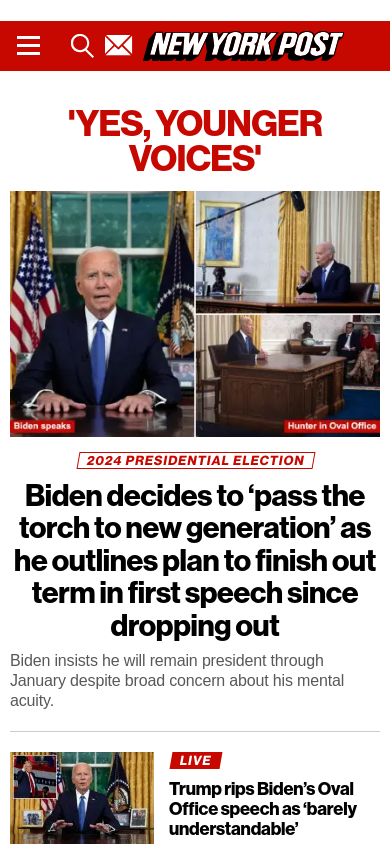 NEW YORK POST
'YES, YOUNGER
VOICES'
Biden speaks
Hunter in Oval Office
2024 PRESIDENTIAL ELECTION
Biden decides to ‘pass the
torch to new generation’ as
he outlines plan to finish out
term in first speech since
dropping out
Biden insists he will remain president through
January despite broad concern about his mental
acuity.
LIVE
Trump rips Biden’s Oval
Office speech as ‘barely
understandable’